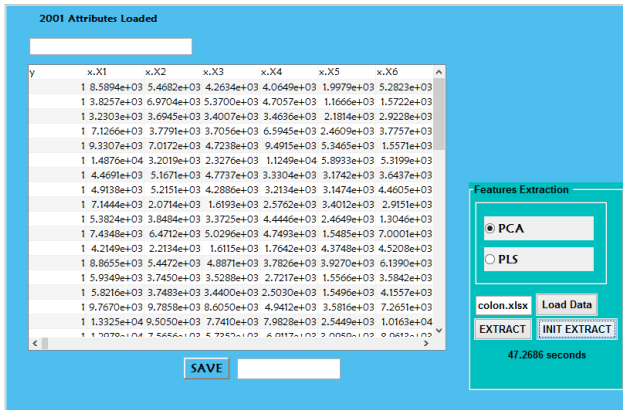 2001 Attributes Loaded
y x.X1 x.X2 x.X3 x.X4 x.X5 x.X6
1 8.5894e+03 5.4682e+03 4.2634e+03 4.0649e+03 1.9979e+03 5.2823e+03
1 3.8257e+03 6.9704e+03 5.3700e+03 4.7057e+03 1.1666e+03 1.5722e+03
1 3.2303e+03 3.6945e+03 3.4007e+03 3.4636e+03 2.1814e+03 2.9228e+03
1 7.1266e+03 3.7791e+03 3.7056e+03 6.5945e+03 2.4609e+03 3.7757e+03
1 9.3307e+03 7.0172e+03 4.7238e+03 9.4915e+03 5.3465e+03 1.5571e+03
1 1.4876e+04 3.2019e+03 2.3276e+03 1.1249e+04 5.8933e+03 5.3199e+03
1 4.4691e+03 5.1671e+03 4.7737e+03 3.3304e+03 3.1742e+03 3.6437e+03
1 4.9138e+03 5.2151e+03 4.2886e+03 3.2134e+03 3.1474e+03 4.4605e+03
1 7.1444e+03 2.0714e+03 1.6193e+03 2.5762e+03 3.4012e+03 2.9151e+03
1 5.3824e+03 3.8484e+03 3.3725e+03 4.4446e+03 2.4649e+03 1.3046e+03
1 7.4348e+03 6.4712e+03 5.0296e+03 4.7493e+03 1.5485e+03 7.0001e+03
1 4.2149e+03 2.2134e+03 1.6115e+03 1.7642e+03 4.3748e+03 4.5208e+03
1 8.8655e+03 5.4472e+03 4.8871e+03 3.7826e+03 3.9270e+03 6.1390e+03
1 5.9349e+03 3.7450e+03 3.5288e+03 2.7217e+03 1.5566e+03 3.5842e+03
1 5.8216e+03 3.7483e+03 3.4400e+03 2.5030e+03 1.5496e+03 4.1557e+03
1 9.7670e+03 9.7858e+03 8.6050e+03 4.9412e+03 3.5816e+03 7.2651e+03
1 1.3325e+04 9.5050e+03 7.7410e+03 7.9828e+03 2.5449e+03 1.0163e+04
SAVE
Features Extraction
PCA
PLS
colon.xlsx Load Data
EXTRACT INIT EXTRACT
47.2686 seconds